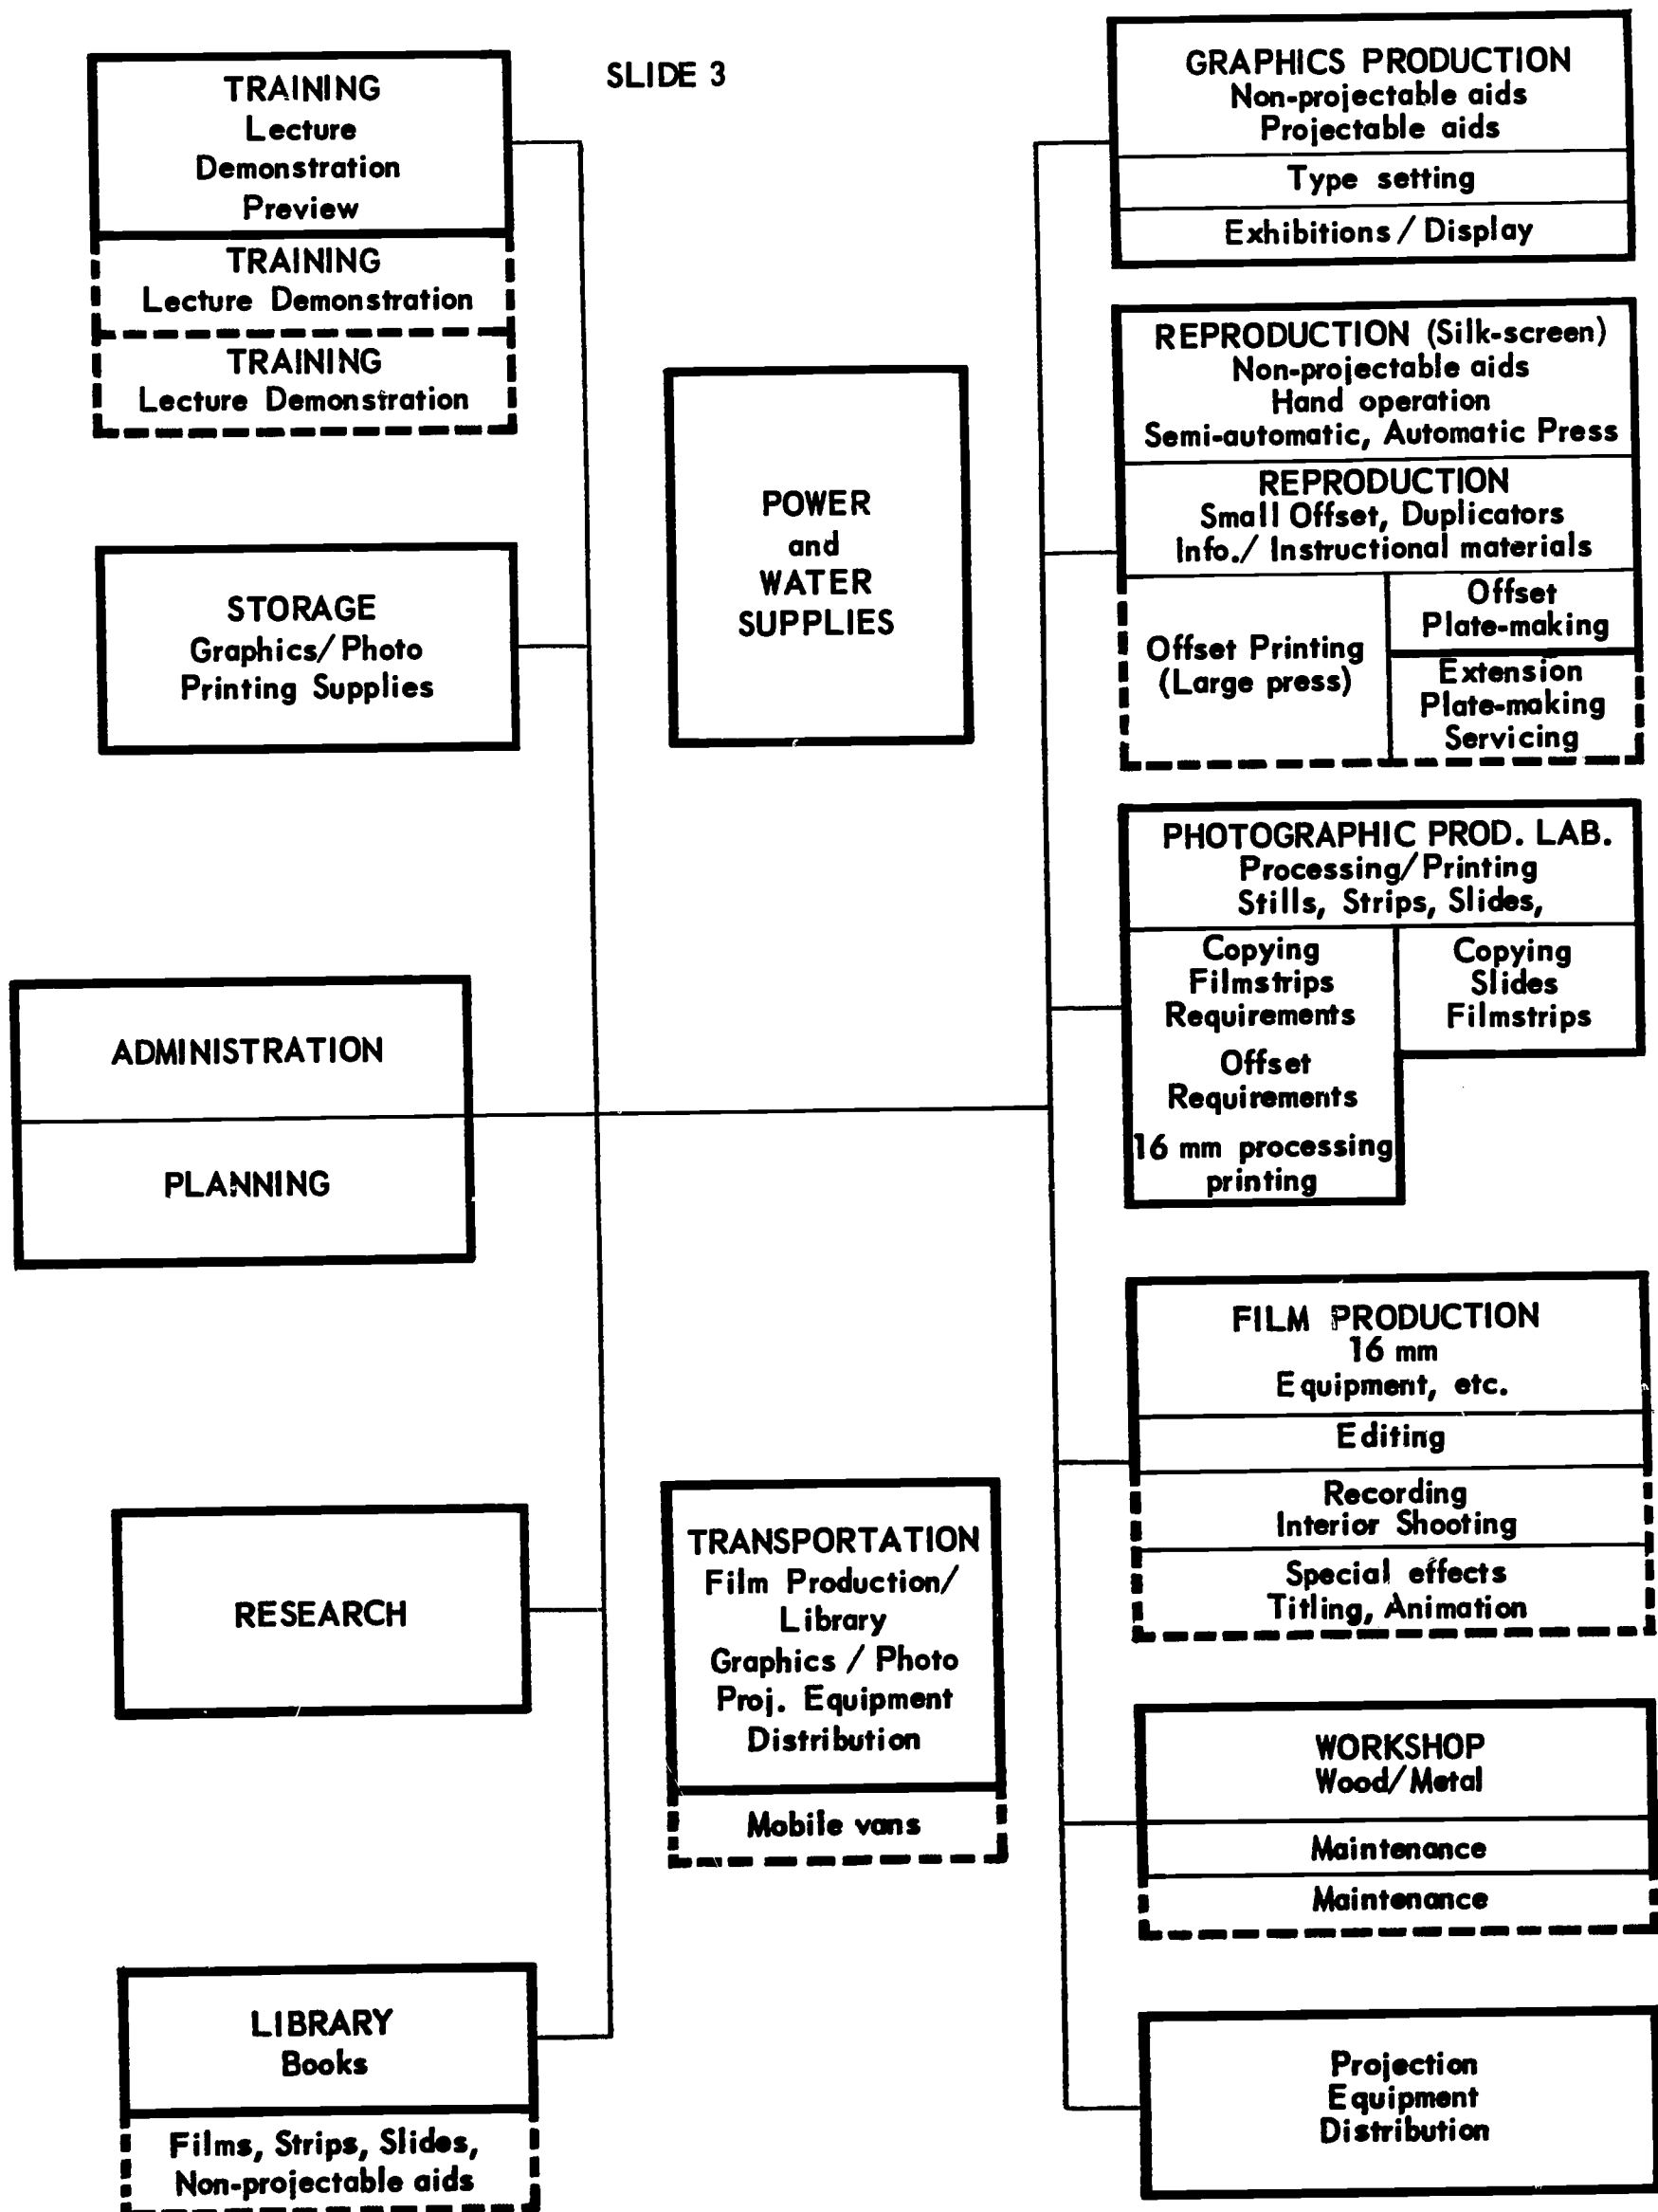 SLIDE 3
TRAINING
Lecture
Demonstration
Preview
TRAINING
Lecture Demonstration
TRAINING
Lecture Demonstration
STORAGE
Graphics/Photo
Printing Supplies
ADMINISTRATION
PLANNING
RESEARCH
LIBRARY
Books
Films, Strips, Slides,
Non-projectable aids
POWER
and
WATER
SUPPLIES
TRANSPORTATION
Film Production/
Library
Graphics / Photo
Proj. Equipment
Distribution
Mobile vans
GRAPHICS PRODUCTION
Non-projectable aids
Projectable aids
Type setting
Exhibitions / Display
REPRODUCTION (Silk-screen)
Non-projectable aids
Hand operation
Semi-automatic, Automatic Press
REPRODUCTION
Small Offset, Duplicators
Info./ Instructional materials
Offset Printing
(Large press)
Offset
Plate-making
Extension
Plate-making
Servicing
PHOTOGRAPHIC PROD. LAB.
Processing/Printing
Stills, Strips, Slides,
Copying
Filmstrips
Requirements
Offset
Requirements
16 mm processing
printing
Copying
Slides
Filmstrips
FILM PRODUCTION
16 mm
Equipment, etc.
Editing
Recording
Interior Shooting
Special effects
Titling, Animation
WORKSHOP
Wood/Metal
Maintenance
Maintenance
Projection
Equipment
Distribution